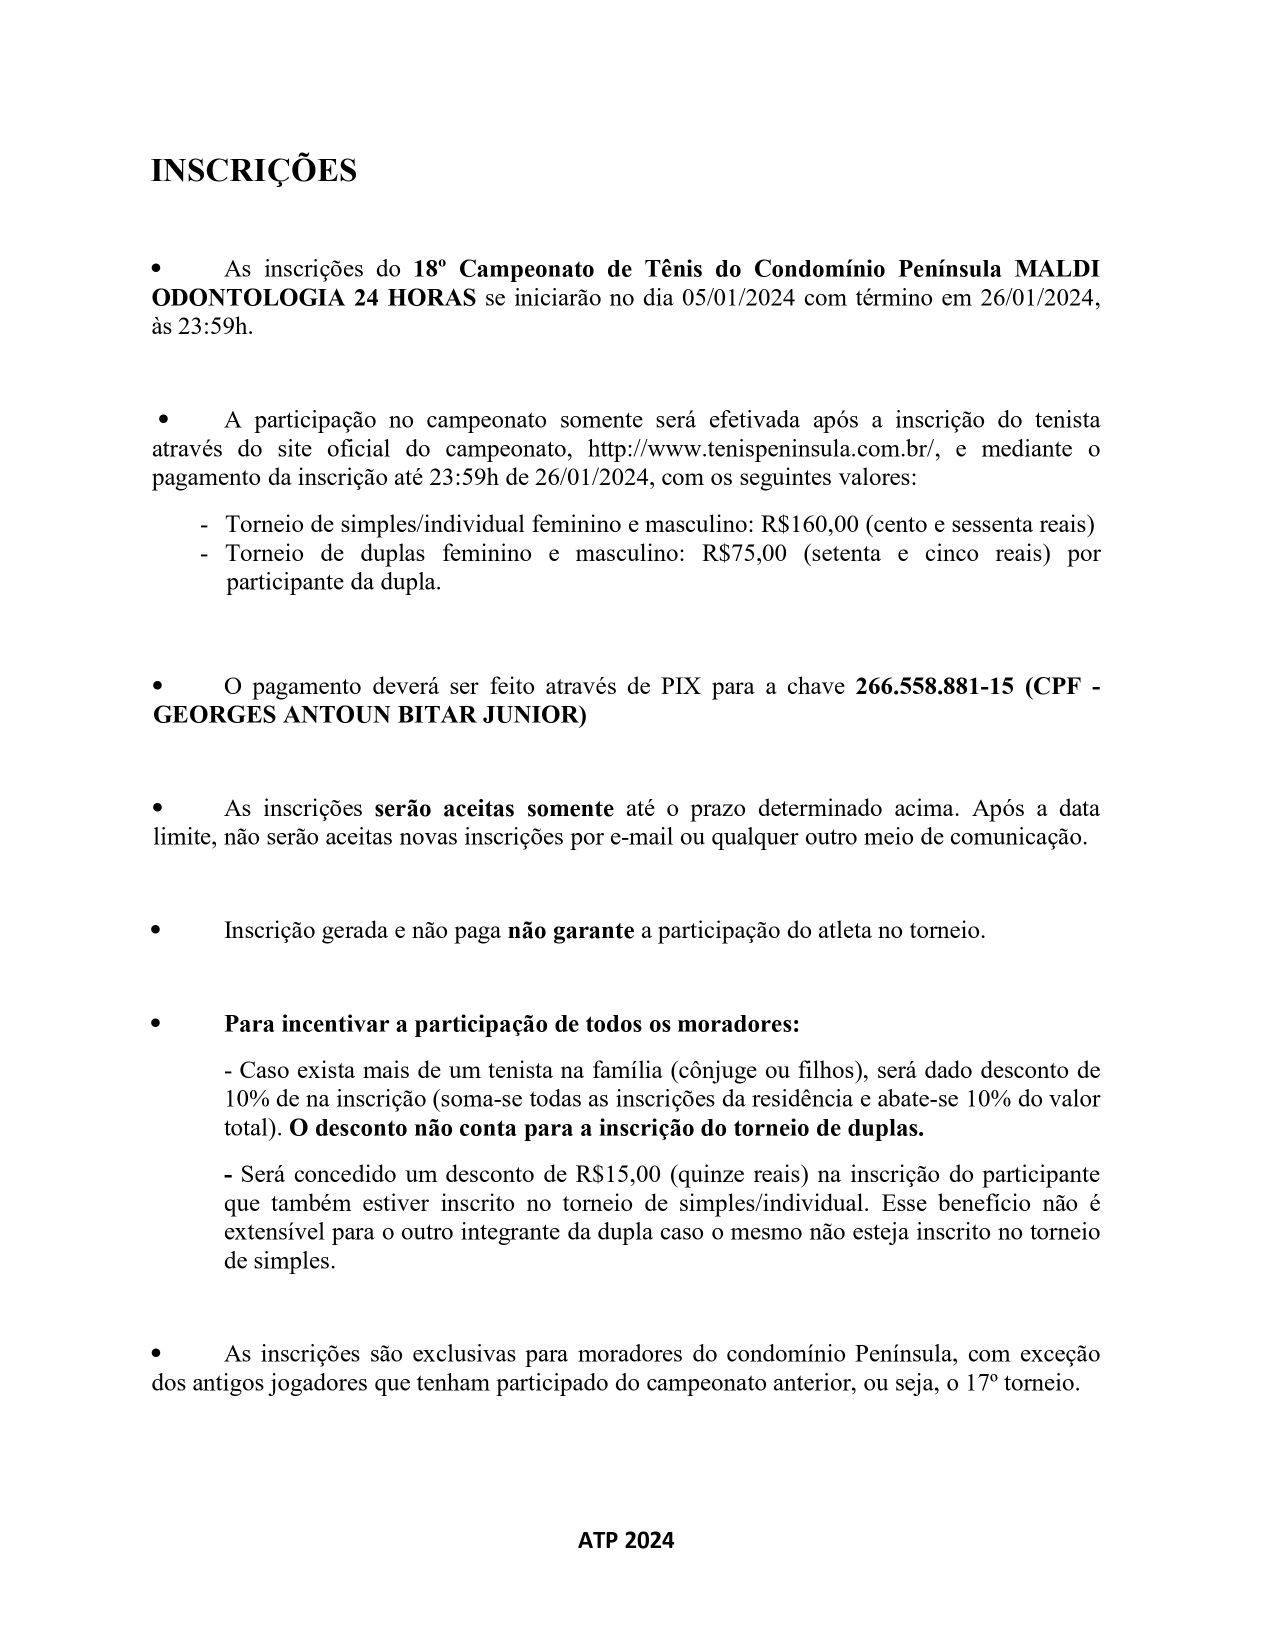 INSCRIÇÕES
• As inscrições do 18º Campeonato de Tênis do Condomínio Península MALDI
ODONTOLOGIA 24 HORAS se iniciarão no dia 05/01/2024 com término em 26/01/2024,
às 23:59h.
• A participação no campeonato somente será efetivada após a inscrição do tenista
através do site oficial do campeonato, http://www.tenispeninsula.com.br/, e mediante o
pagamento da inscrição até 23:59h de 26/01/2024, com os seguintes valores:
- Torneio de simples/individual feminino e masculino: R$160,00 (cento e sessenta reais)
- Torneio de duplas feminino e masculino: R$75,00 (setenta e cinco reais) por
participante da dupla.
• O pagamento deverá ser feito através de PIX para a chave 266.558.881-15 (CPF -
GEORGES ANTOUN BITAR JUNIOR)
• As inscrições serão aceitas somente até o prazo determinado acima. Após a data
limite, não serão aceitas novas inscrições por e-mail ou qualquer outro meio de comunicação.
• Inscrição gerada e não paga não garante a participação do atleta no torneio.
• Para incentivar a participação de todos os moradores:
- Caso exista mais de um tenista na família (cônjuge ou filhos), será dado desconto de
10% de na inscrição (soma-se todas as inscrições da residência e abate-se 10% do valor
total). O desconto não conta para a inscrição do torneio de duplas.
- Será concedido um desconto de R$15,00 (quinze reais) na inscrição do participante
que também estiver inscrito no torneio de simples/individual. Esse benefício não é
extensível para o outro integrante da dupla caso o mesmo não esteja inscrito no torneio
de simples.
• As inscrições são exclusivas para moradores do condomínio Península, com exceção
dos antigos jogadores que tenham participado do campeonato anterior, ou seja, o 17º torneio.
ATP 2024